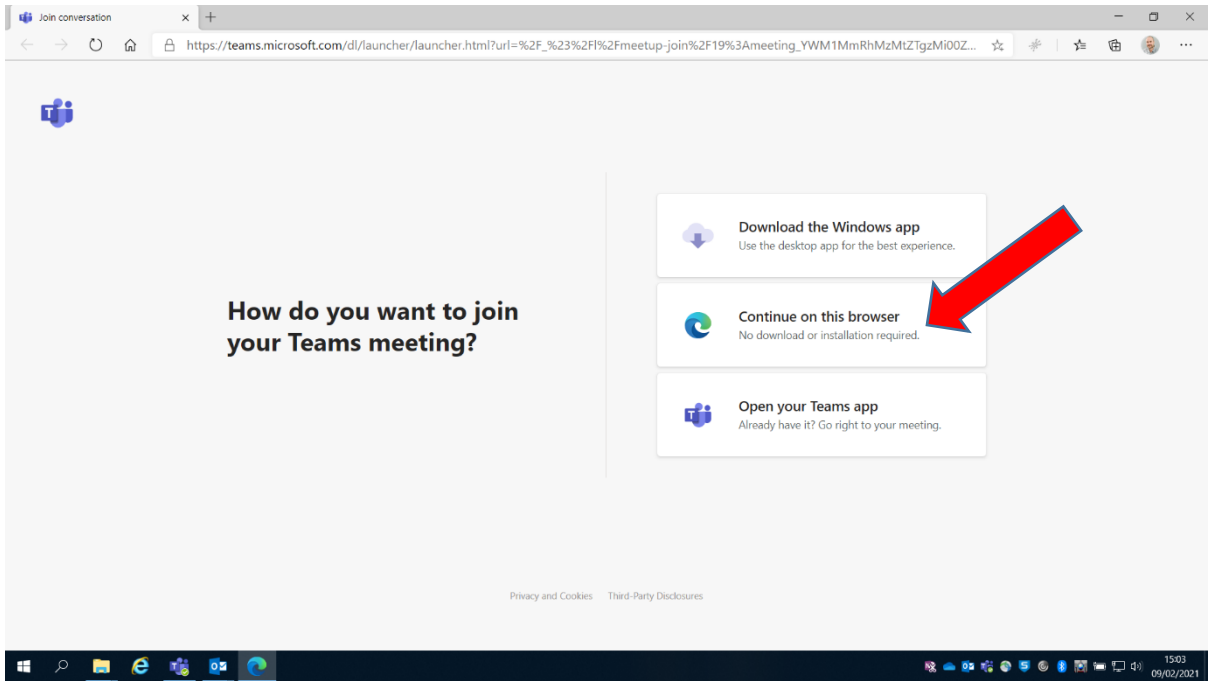 Join conversation
https://teams.microsoft.com/dl/launcher/launcher.html?url=%2F_%23%2Fl%2Fmeetup-join%2F19%3Ameeting_YWM1MmRhMzMtZTgzMi00Z...
Download the Windows app
Use the desktop app for the best experience.
How do you want to join
your Teams meeting?
Continue on this browser
No download or installation required.
Open your Teams app
Already have it? Go right to your meeting.
Privacy and Cookies Third-Party Disclosures
15:03
09/02/2021